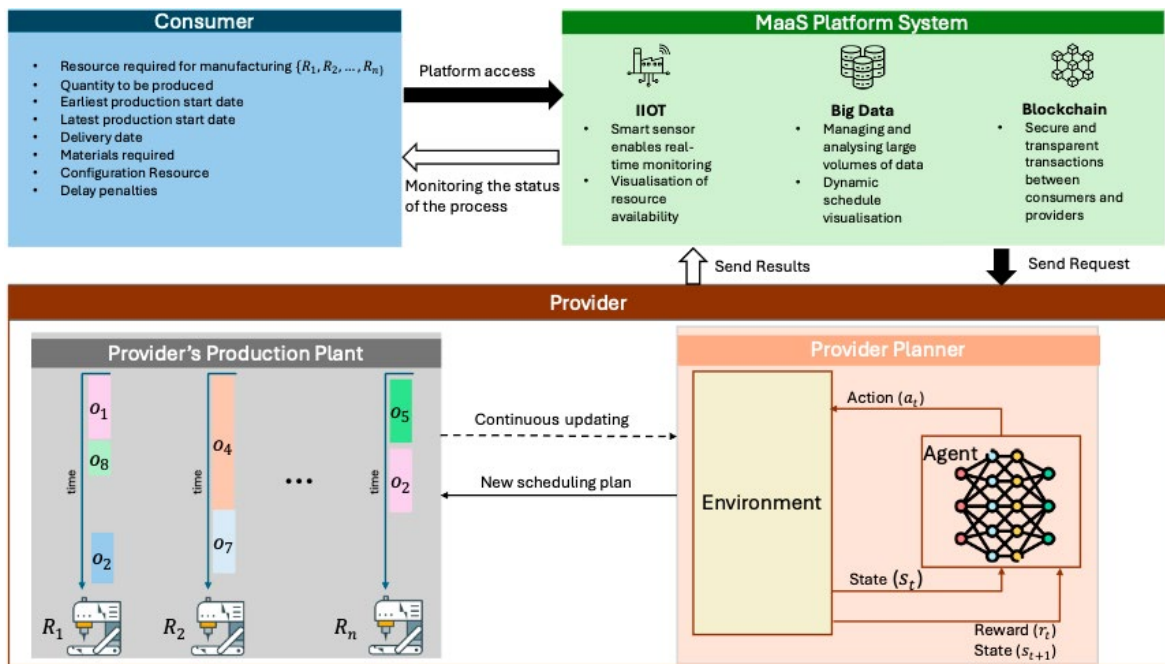 Consumer
• Resource required for manufacturing {R₁, R₂, ..., Rₙ}
• Quantity to be produced
• Earliest production start date
• Latest production start date
• Delivery date
• Materials required
• Configuration Resource
• Delay penalties
Platform access
Monitoring the status
of the process
MaaS Platform System
IIOT
• Smart sensor
enables real-
time monitoring
• Visualisation of
resource
availability
Big Data
• Managing and
analysing large
volumes of data
• Dynamic
schedule
visualisation
Blockchain
• Secure and
transparent
transactions
between
consumers and
providers
Send Results
Send Request
Provider
Provider's Production Plant
time
o₁
o₈
o₂
R₁
time
o₄
o₇
R₂
...
time
o₅
o₂
Rₙ
Continuous updating
New scheduling plan
Provider Planner
Environment
Action (aₜ)
Agent
State (sₜ)
Reward (rₜ)
State (sₜ₊₁)